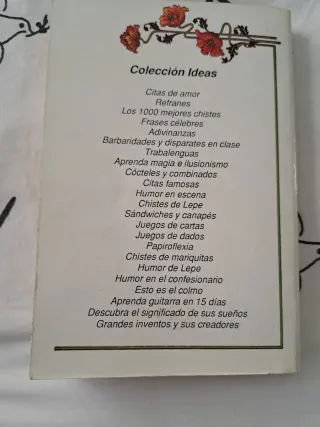 Colección Ideas
Citas de amor
Refranes
Los 1000 mejores chistes
Frases célebres
Adivinanzas
Barbaridades y disparates en clase
Trabalenguas
Aprenda magia e ilusionismo
Cócteles y combinados
Citas famosas
Humor en escena
Chistes de Lepe
Sándwiches y canapés
Juegos de cartas
Juegos de dados
Papiroflexia
Chistes de mariquitas
Humor de Lepe
Humor en el confesionario
Esto es el colmo
Aprenda guitarra en 15 días
Descubra el significado de sus sueños
Grandes inventos y sus creadores